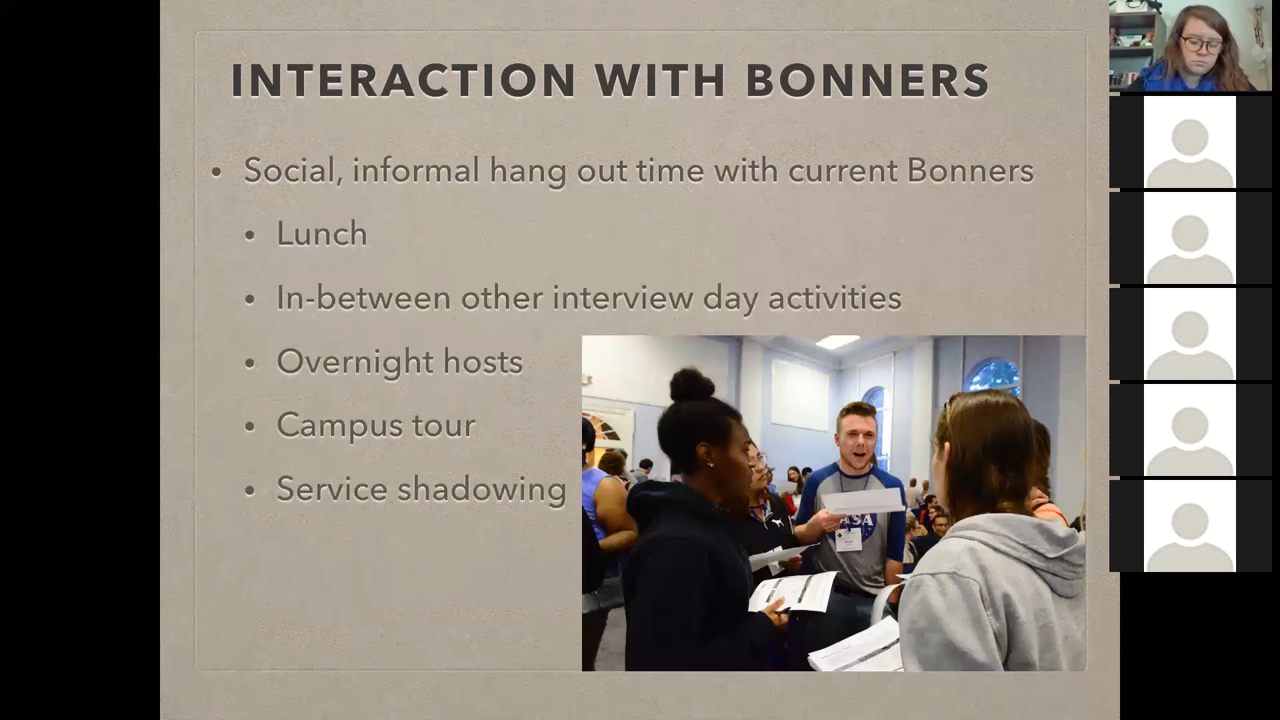 INTERACTION WITH BONNERS
• Social, informal hang out time with current Bonners
• Lunch
• In-between other interview day activities
• Overnight hosts
• Campus tour
• Service shadowing
NASA